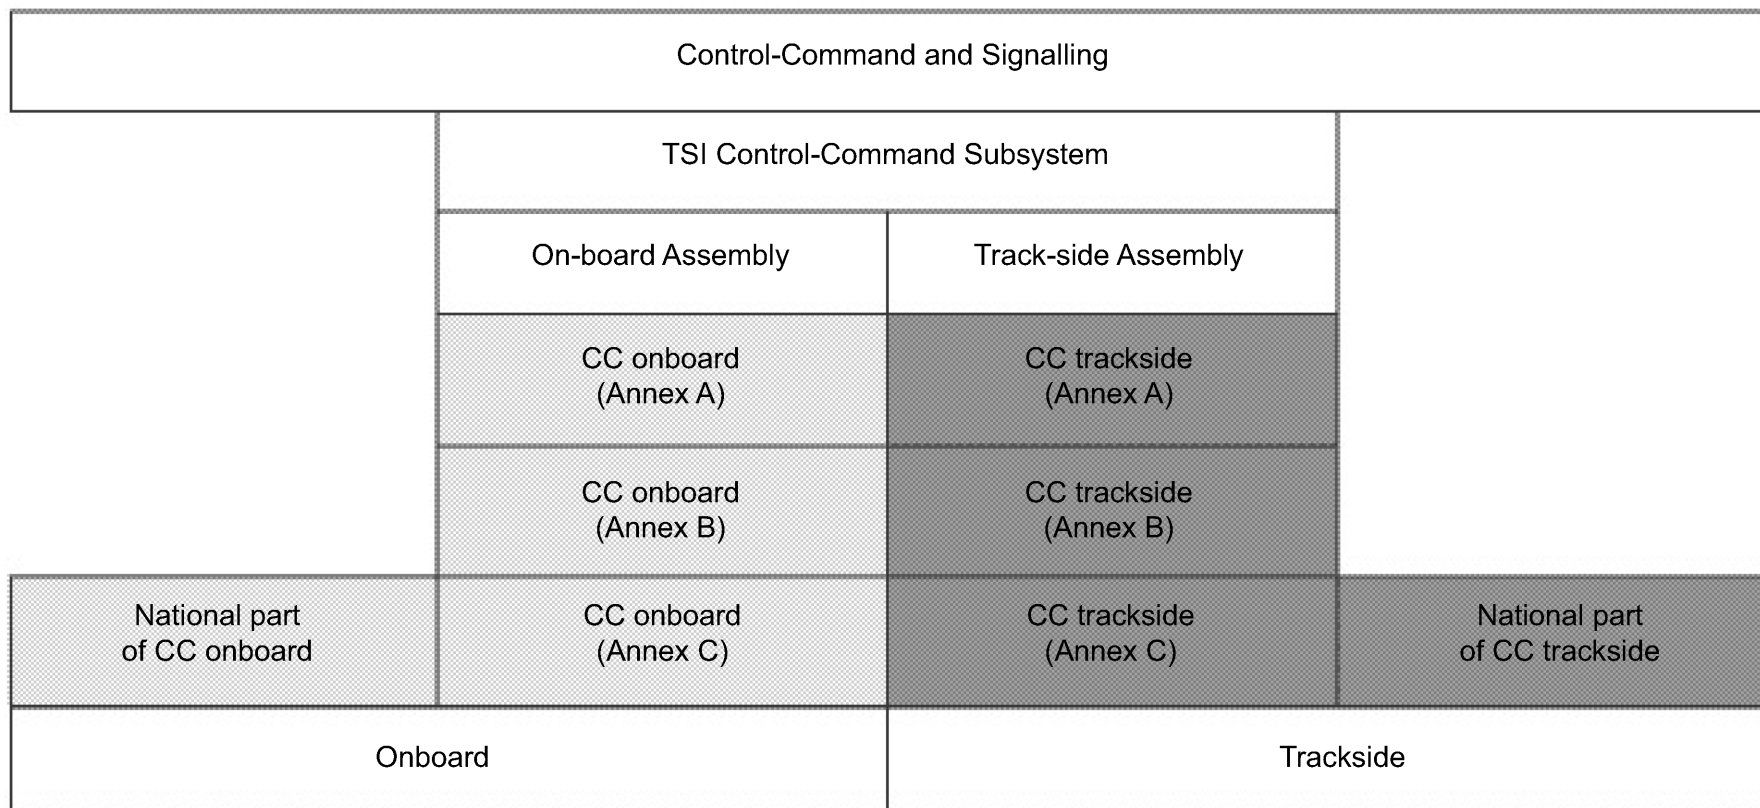 Control-Command and Signalling
TSI Control-Command Subsystem
On-board Assembly
Track-side Assembly
CC onboard
(Annex A)
CC trackside
(Annex A)
CC onboard
(Annex B)
CC trackside
(Annex B)
National part
of CC onboard
CC onboard
(Annex C)
CC trackside
(Annex C)
National part
of CC trackside
Onboard
Trackside